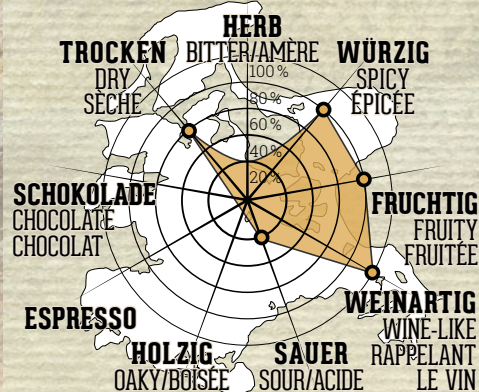 HERB
BITTER/AMÈRE
TROCKEN
DRY
SÈCHE
WÜRZIG
SPICY
ÉPICÉE
100%
80%
60%
40%
20%
SCHOKOLADE
CHOCOLATE
CHOCOLAT
FRUCHTIG
FRUITY
FRUITÉE
ESPRESSO
WEINARTIG
WINE-LIKE
RAPPELANT
LE VIN
HOLZIG
OAKY/BOISÉE
SAUER
SOUR/ACIDE